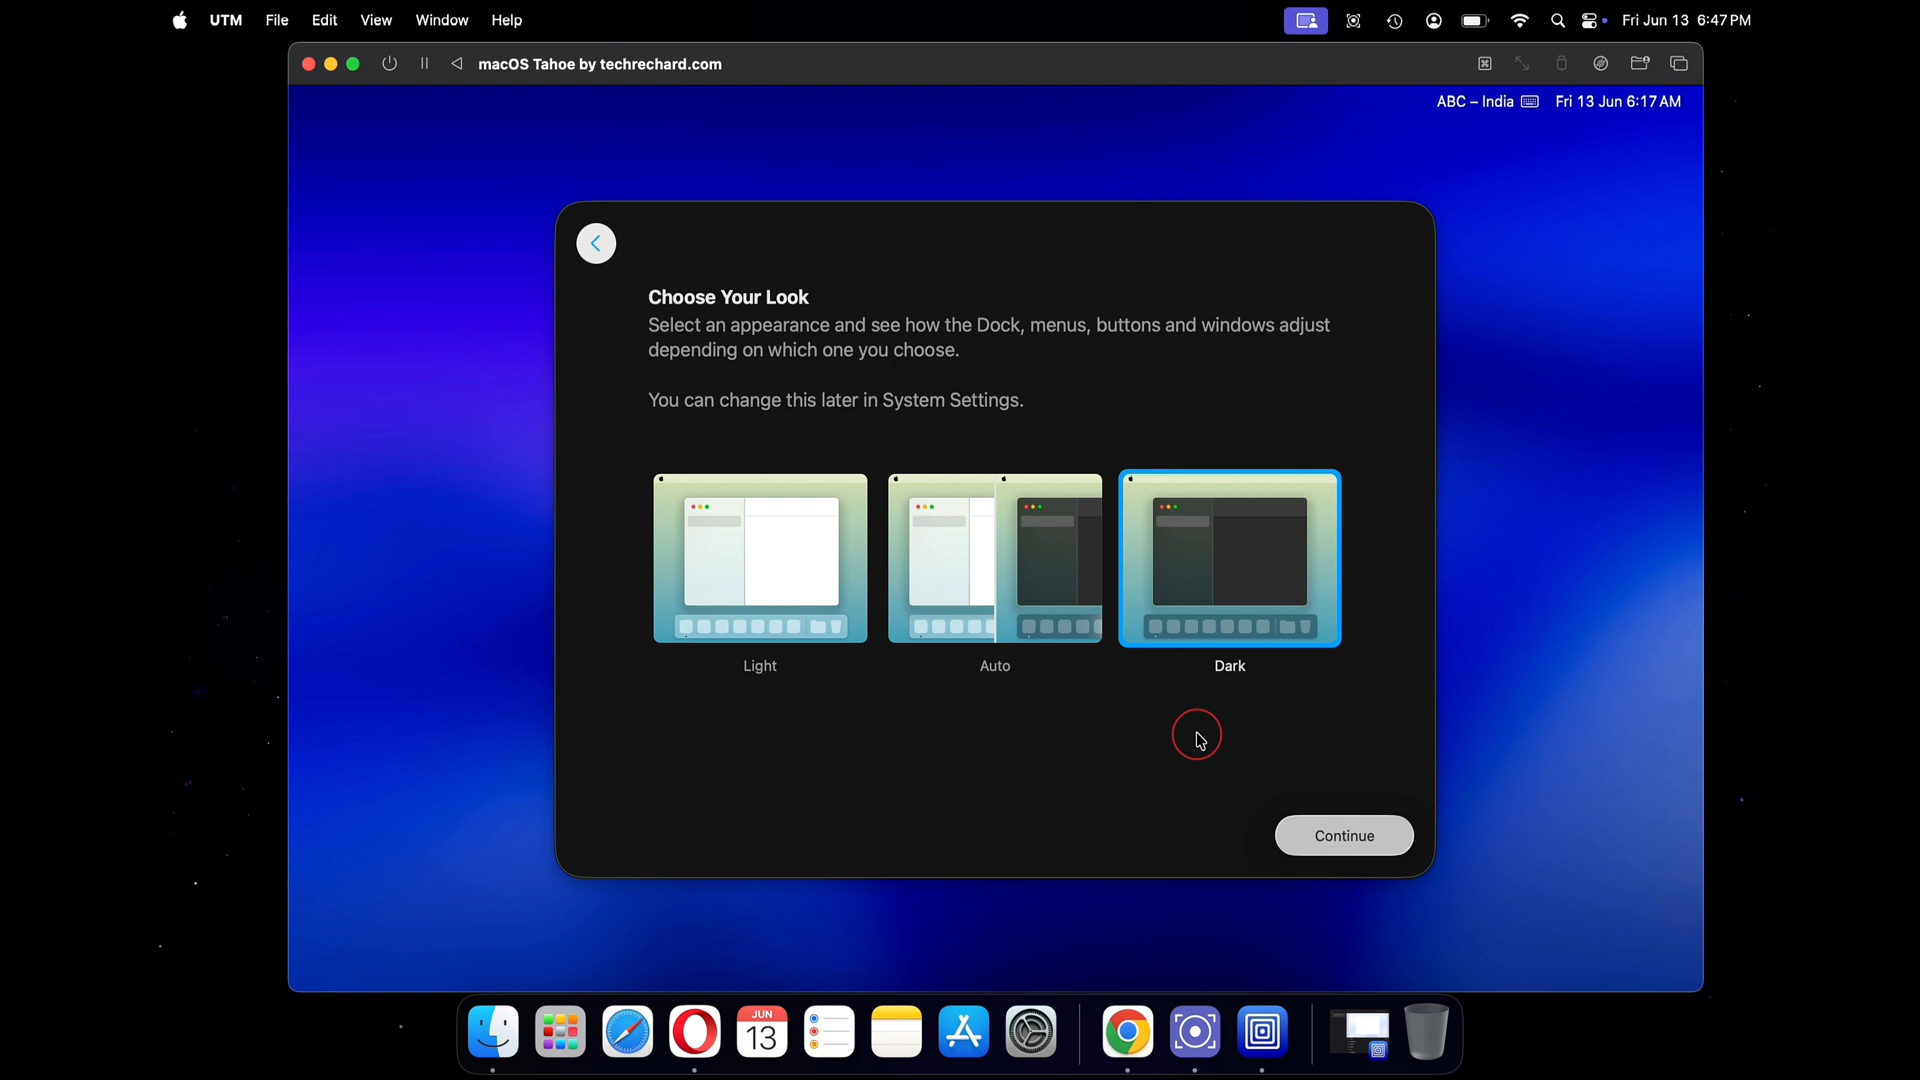 UTM File Edit View Window Help Fri Jun 13 6:47 PM
macOS Tahoe by techrechard.com
ABC – India Fri 13 Jun 6:17 AM
Choose Your Look
Select an appearance and see how the Dock, menus, buttons and windows adjust
depending on which one you choose.
You can change this later in System Settings.
Light Auto Dark
Continue
JUN
13